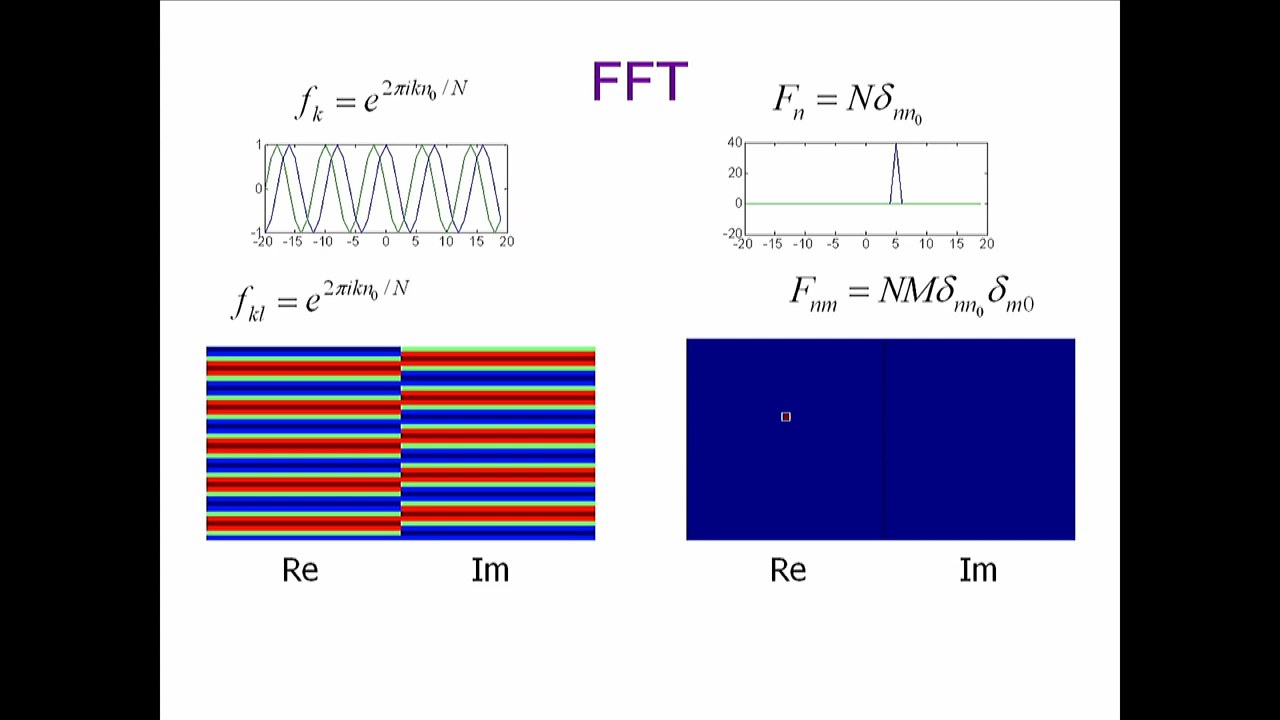 FFT
f_k = e^{2πikn_0/N}
F_n = Nδ_{nn_0}
1
0
-1
-20 -15 -10 -5 0 5 10 15 20
40
20
0
-20
-20 -15 -10 -5 0 5 10 15 20
f_{kl} = e^{2πikn_0/N}
F_{nm} = NMδ_{nn_0}δ_{m0}
Re Im
Re Im